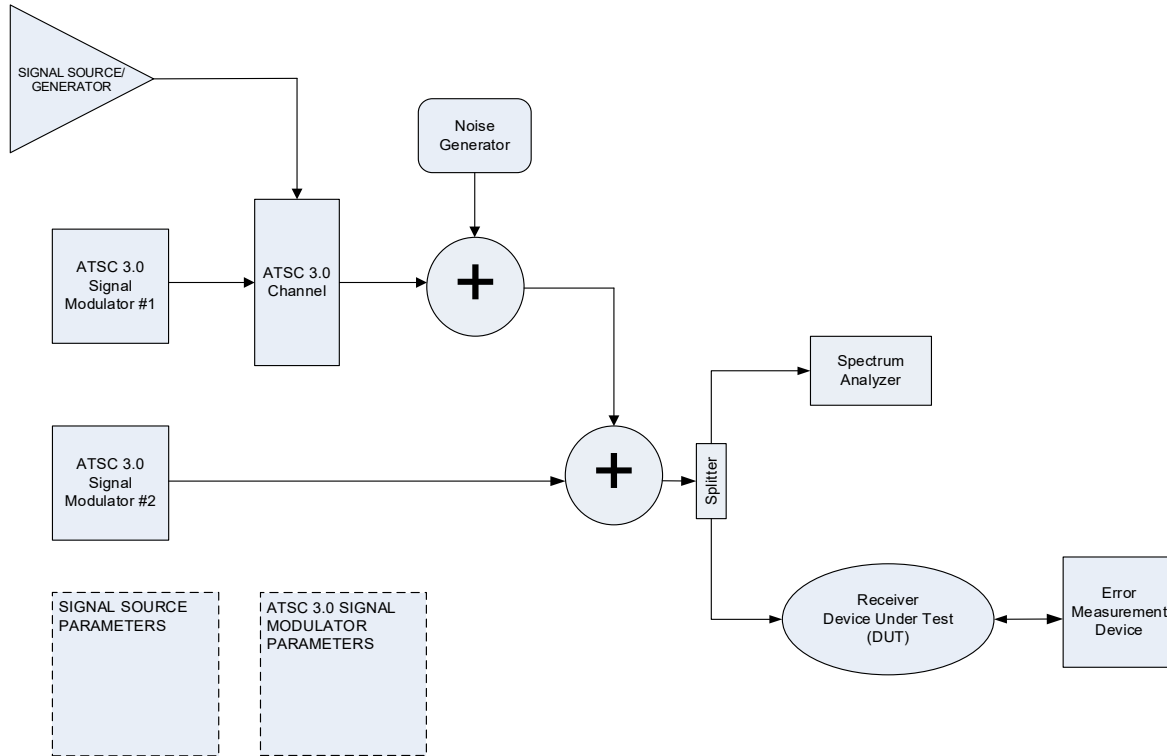 SIGNAL SOURCE/
GENERATOR
Noise
Generator
ATSC 3.0
Signal
Modulator #1
ATSC 3.0
Channel
+
Spectrum
Analyzer
ATSC 3.0
Signal
Modulator #2
+
Splitter
SIGNAL SOURCE
PARAMETERS
ATSC 3.0 SIGNAL
MODULATOR
PARAMETERS
Receiver
Device Under Test
(DUT)
Error
Measurement
Device